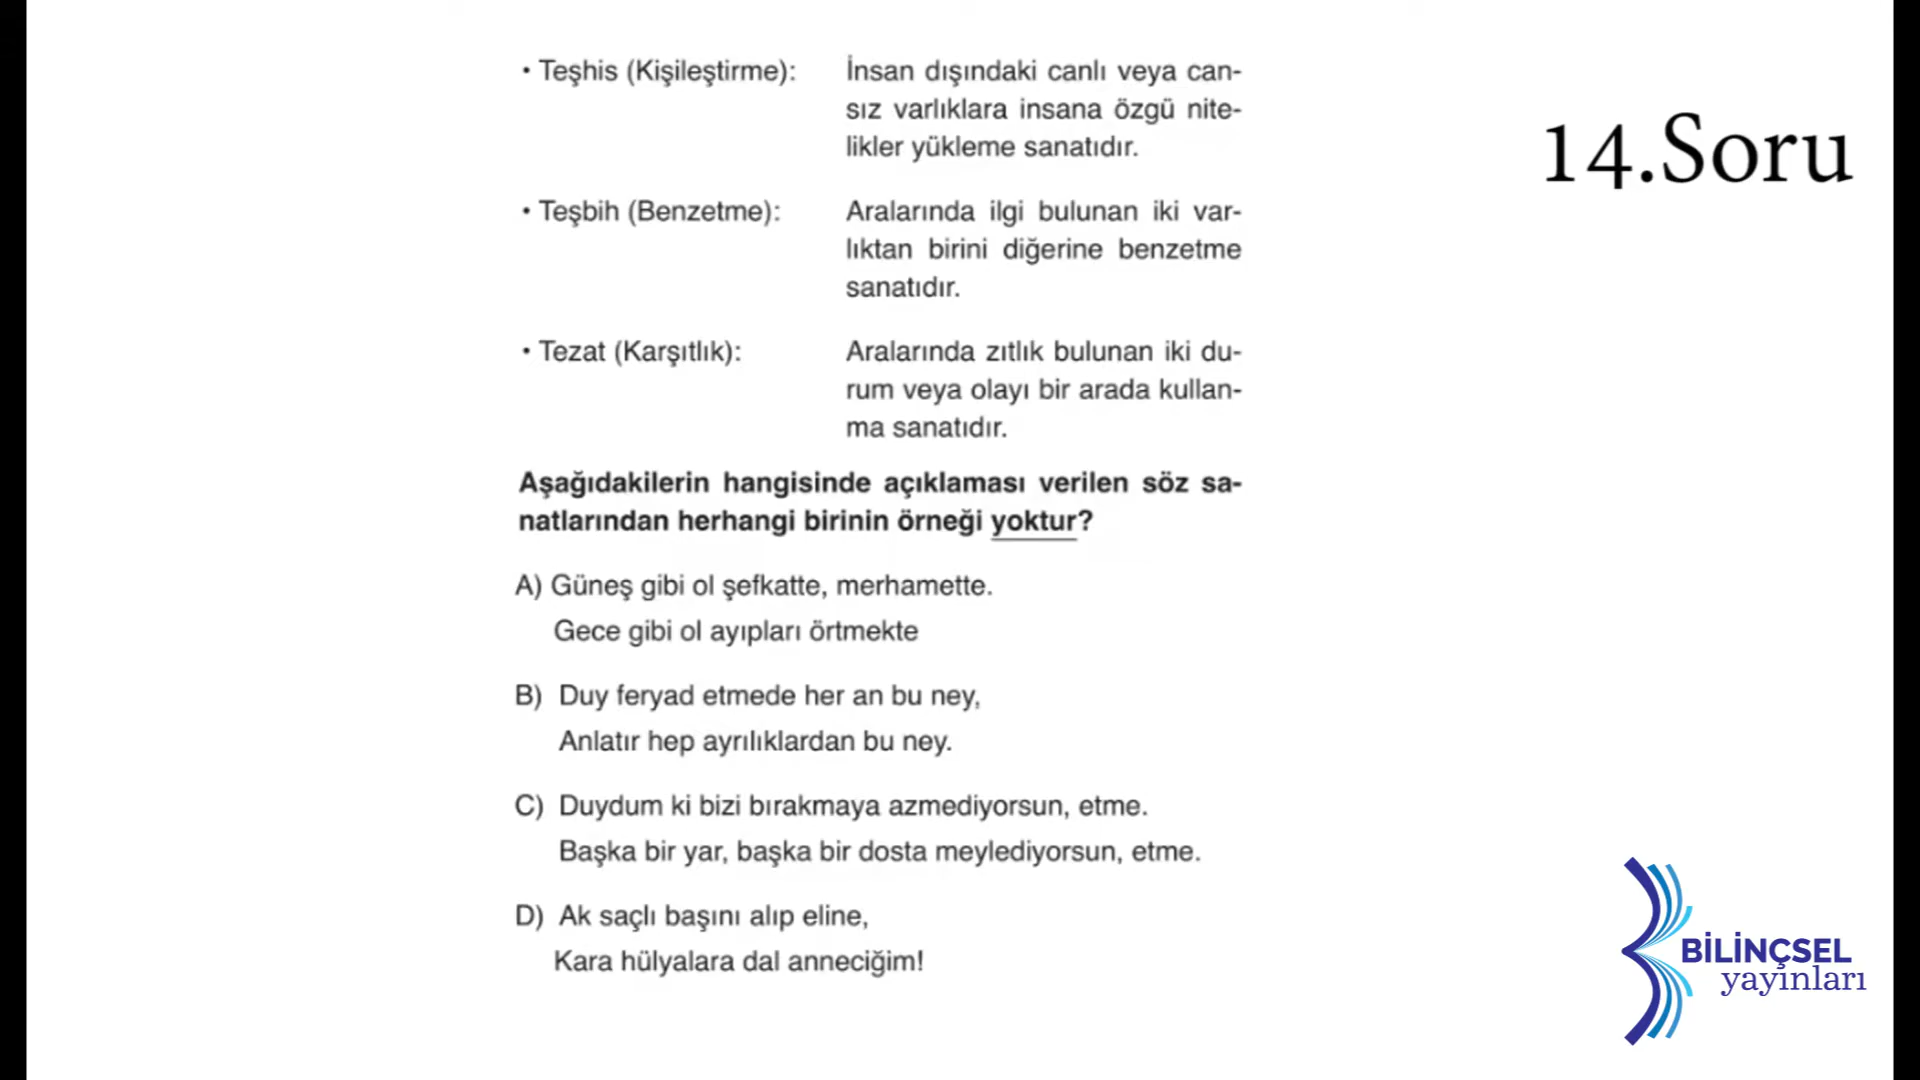 • Teşhis (Kişileştirme): İnsan dışındaki canlı veya can-
sız varlıklara insana özgü nite-
likler yükleme sanatıdır.
• Teşbih (Benzetme): Aralarında ilgi bulunan iki var-
lıktan birini diğerine benzetme
sanatıdır.
• Tezat (Karşıtlık): Aralarında zıtlık bulunan iki du-
rum veya olayı bir arada kullan-
ma sanatıdır.
Aşağıdakilerin hangisinde açıklaması verilen söz sa-
natlarından herhangi birinin örneği yoktur?
A) Güneş gibi ol şefkatte, merhamette.
Gece gibi ol ayıpları örtmekte
B) Duy feryad etmede her an bu ney,
Anlatır hep ayrılıklardan bu ney.
C) Duydum ki bizi bırakmaya azmediyorsun, etme.
Başka bir yar, başka bir dosta meylediyorsun, etme.
D) Ak saçlı başını alıp eline,
Kara hülyalara dal anneciğim!
14.Soru
BİLİNÇSEL
yayınları